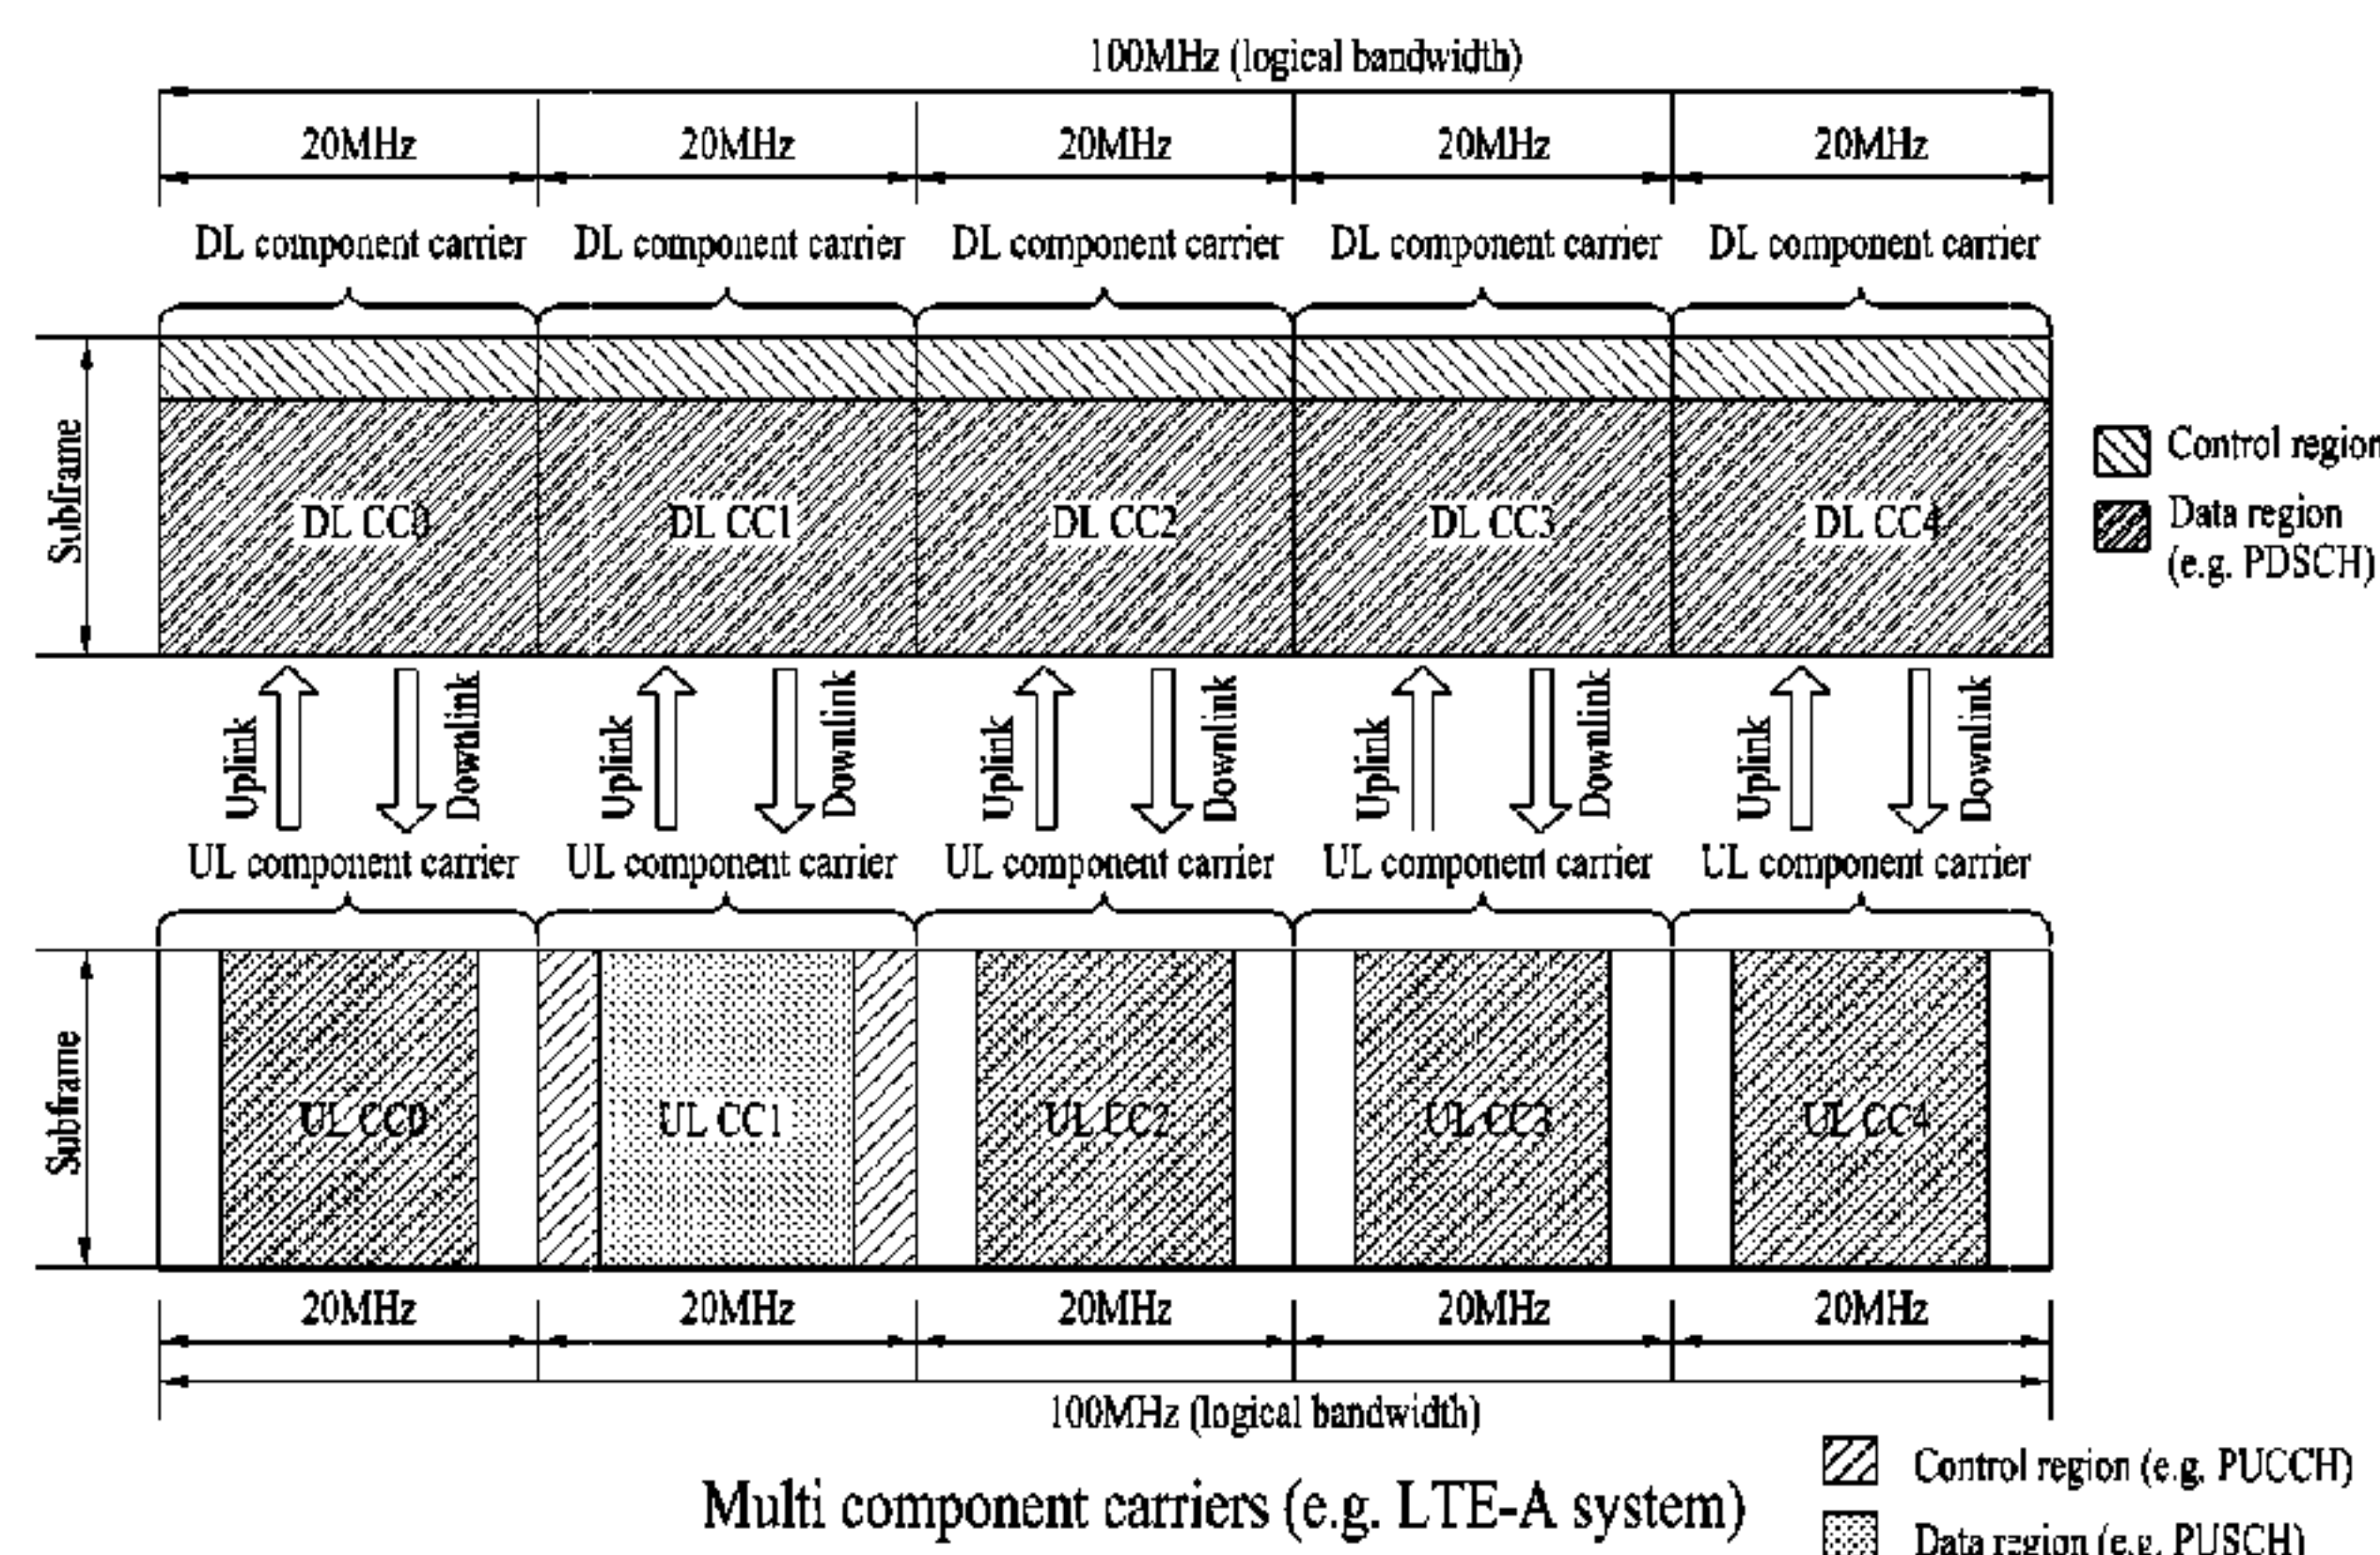 100MHz (logical bandwidth)
20MHz 20MHz 20MHz 20MHz 20MHz
DL component carrier DL component carrier DL component carrier DL component carrier DL component carrier
Subframe
DL CC0 DL CC1 DL CC2 DL CC3 DL CC4
Control region
Data region
(e.g. PDSCH)
Uplink Downlink Uplink Downlink Uplink Downlink Uplink Downlink Uplink Downlink
UL component carrier UL component carrier UL component carrier UL component carrier UL component carrier
Subframe
UL CC0 UL CC1 UL CC2 UL CC3 UL CC4
20MHz 20MHz 20MHz 20MHz 20MHz
100MHz (logical bandwidth)
Multi component carriers (e.g. LTE-A system)
Control region (e.g. PUCCH)
Data region (e.g. PUSCH)